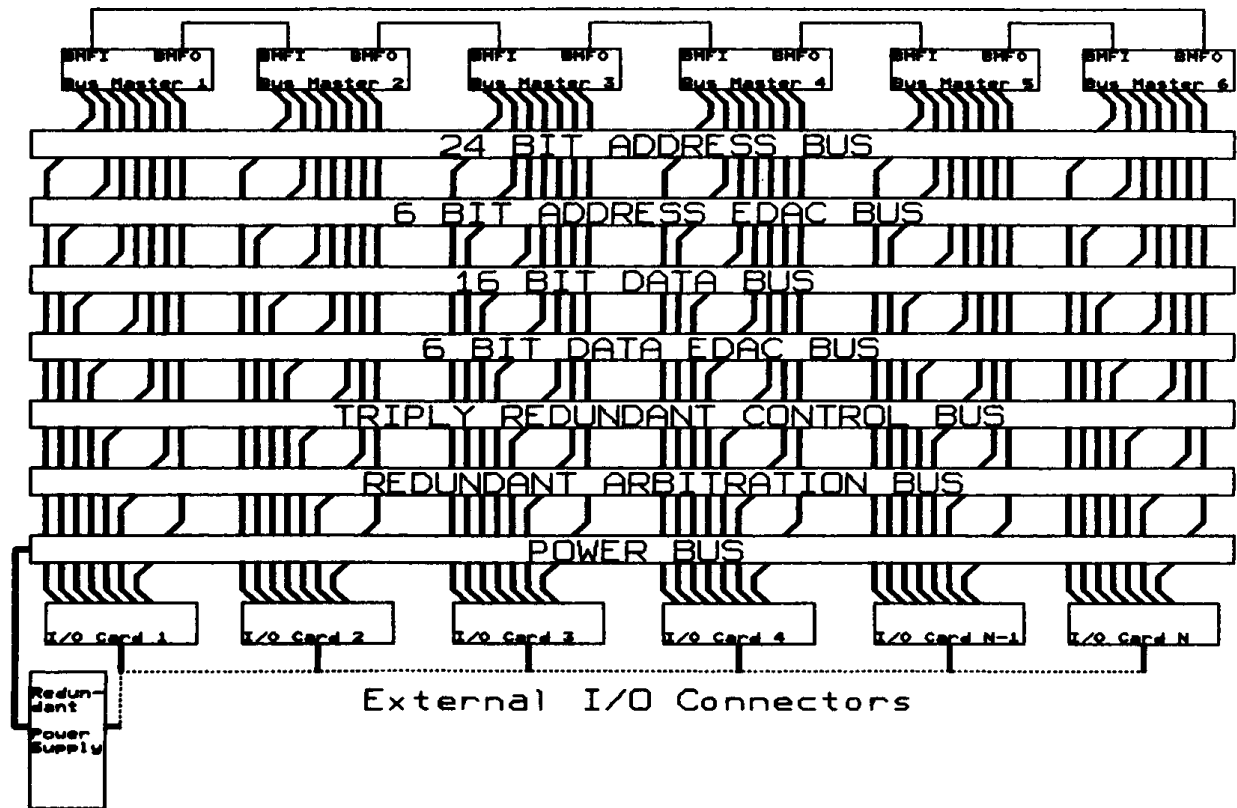 BMFI BMFO BMFI BMFO BMFI BMFO BMFI BMFO BMFI BMFO BMFI BMFO
Bus Master 1 Bus Master 2 Bus Master 3 Bus Master 4 Bus Master 5 Bus Master 6
24 BIT ADDRESS BUS
6 BIT ADDRESS EDAC BUS
16 BIT DATA BUS
6 BIT DATA EDAC BUS
TRIPLY REDUNDANT CONTROL BUS
REDUNDANT ARBITRATION BUS
POWER BUS
I/O Card 1 I/O Card 2 I/O Card 3 I/O Card 4 I/O Card N-1 I/O Card N
External I/O Connectors
Redun-
dant
Power
Supply